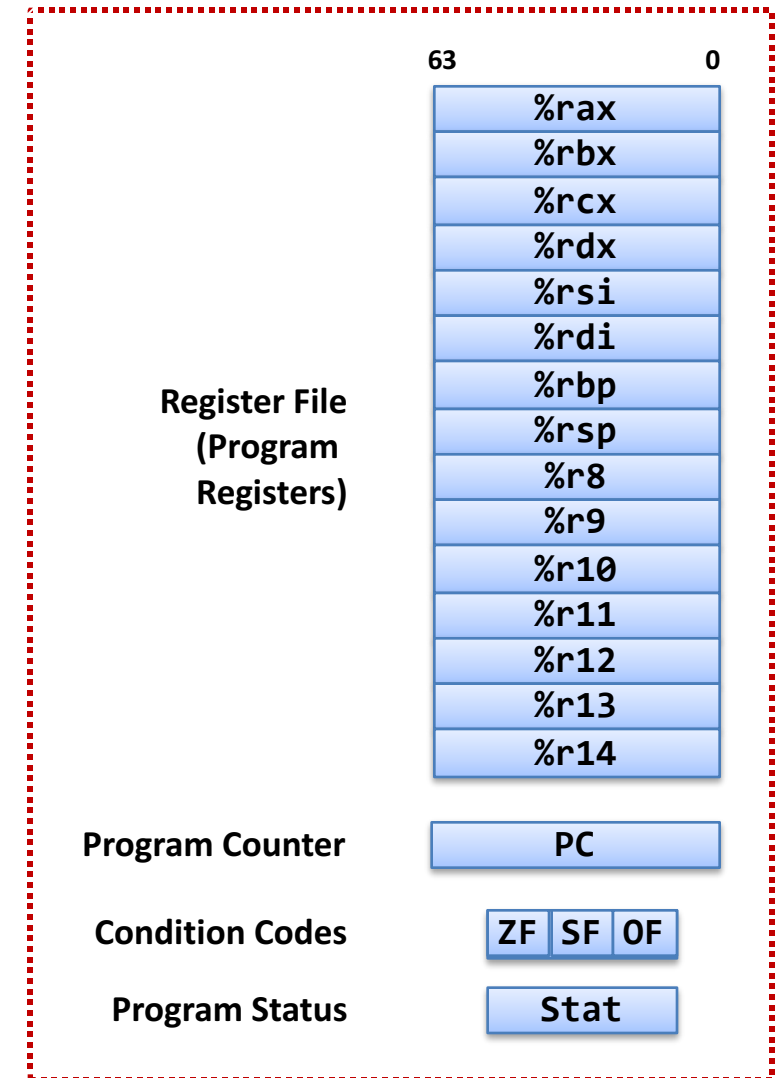 63 0
%rax
%rbx
%rcx
%rdx
%rsi
%rdi
%rbp
%rsp
%r8
%r9
%r10
%r11
%r12
%r13
%r14
Register File
(Program
Registers)
Program Counter PC
Condition Codes ZF SF OF
Program Status Stat